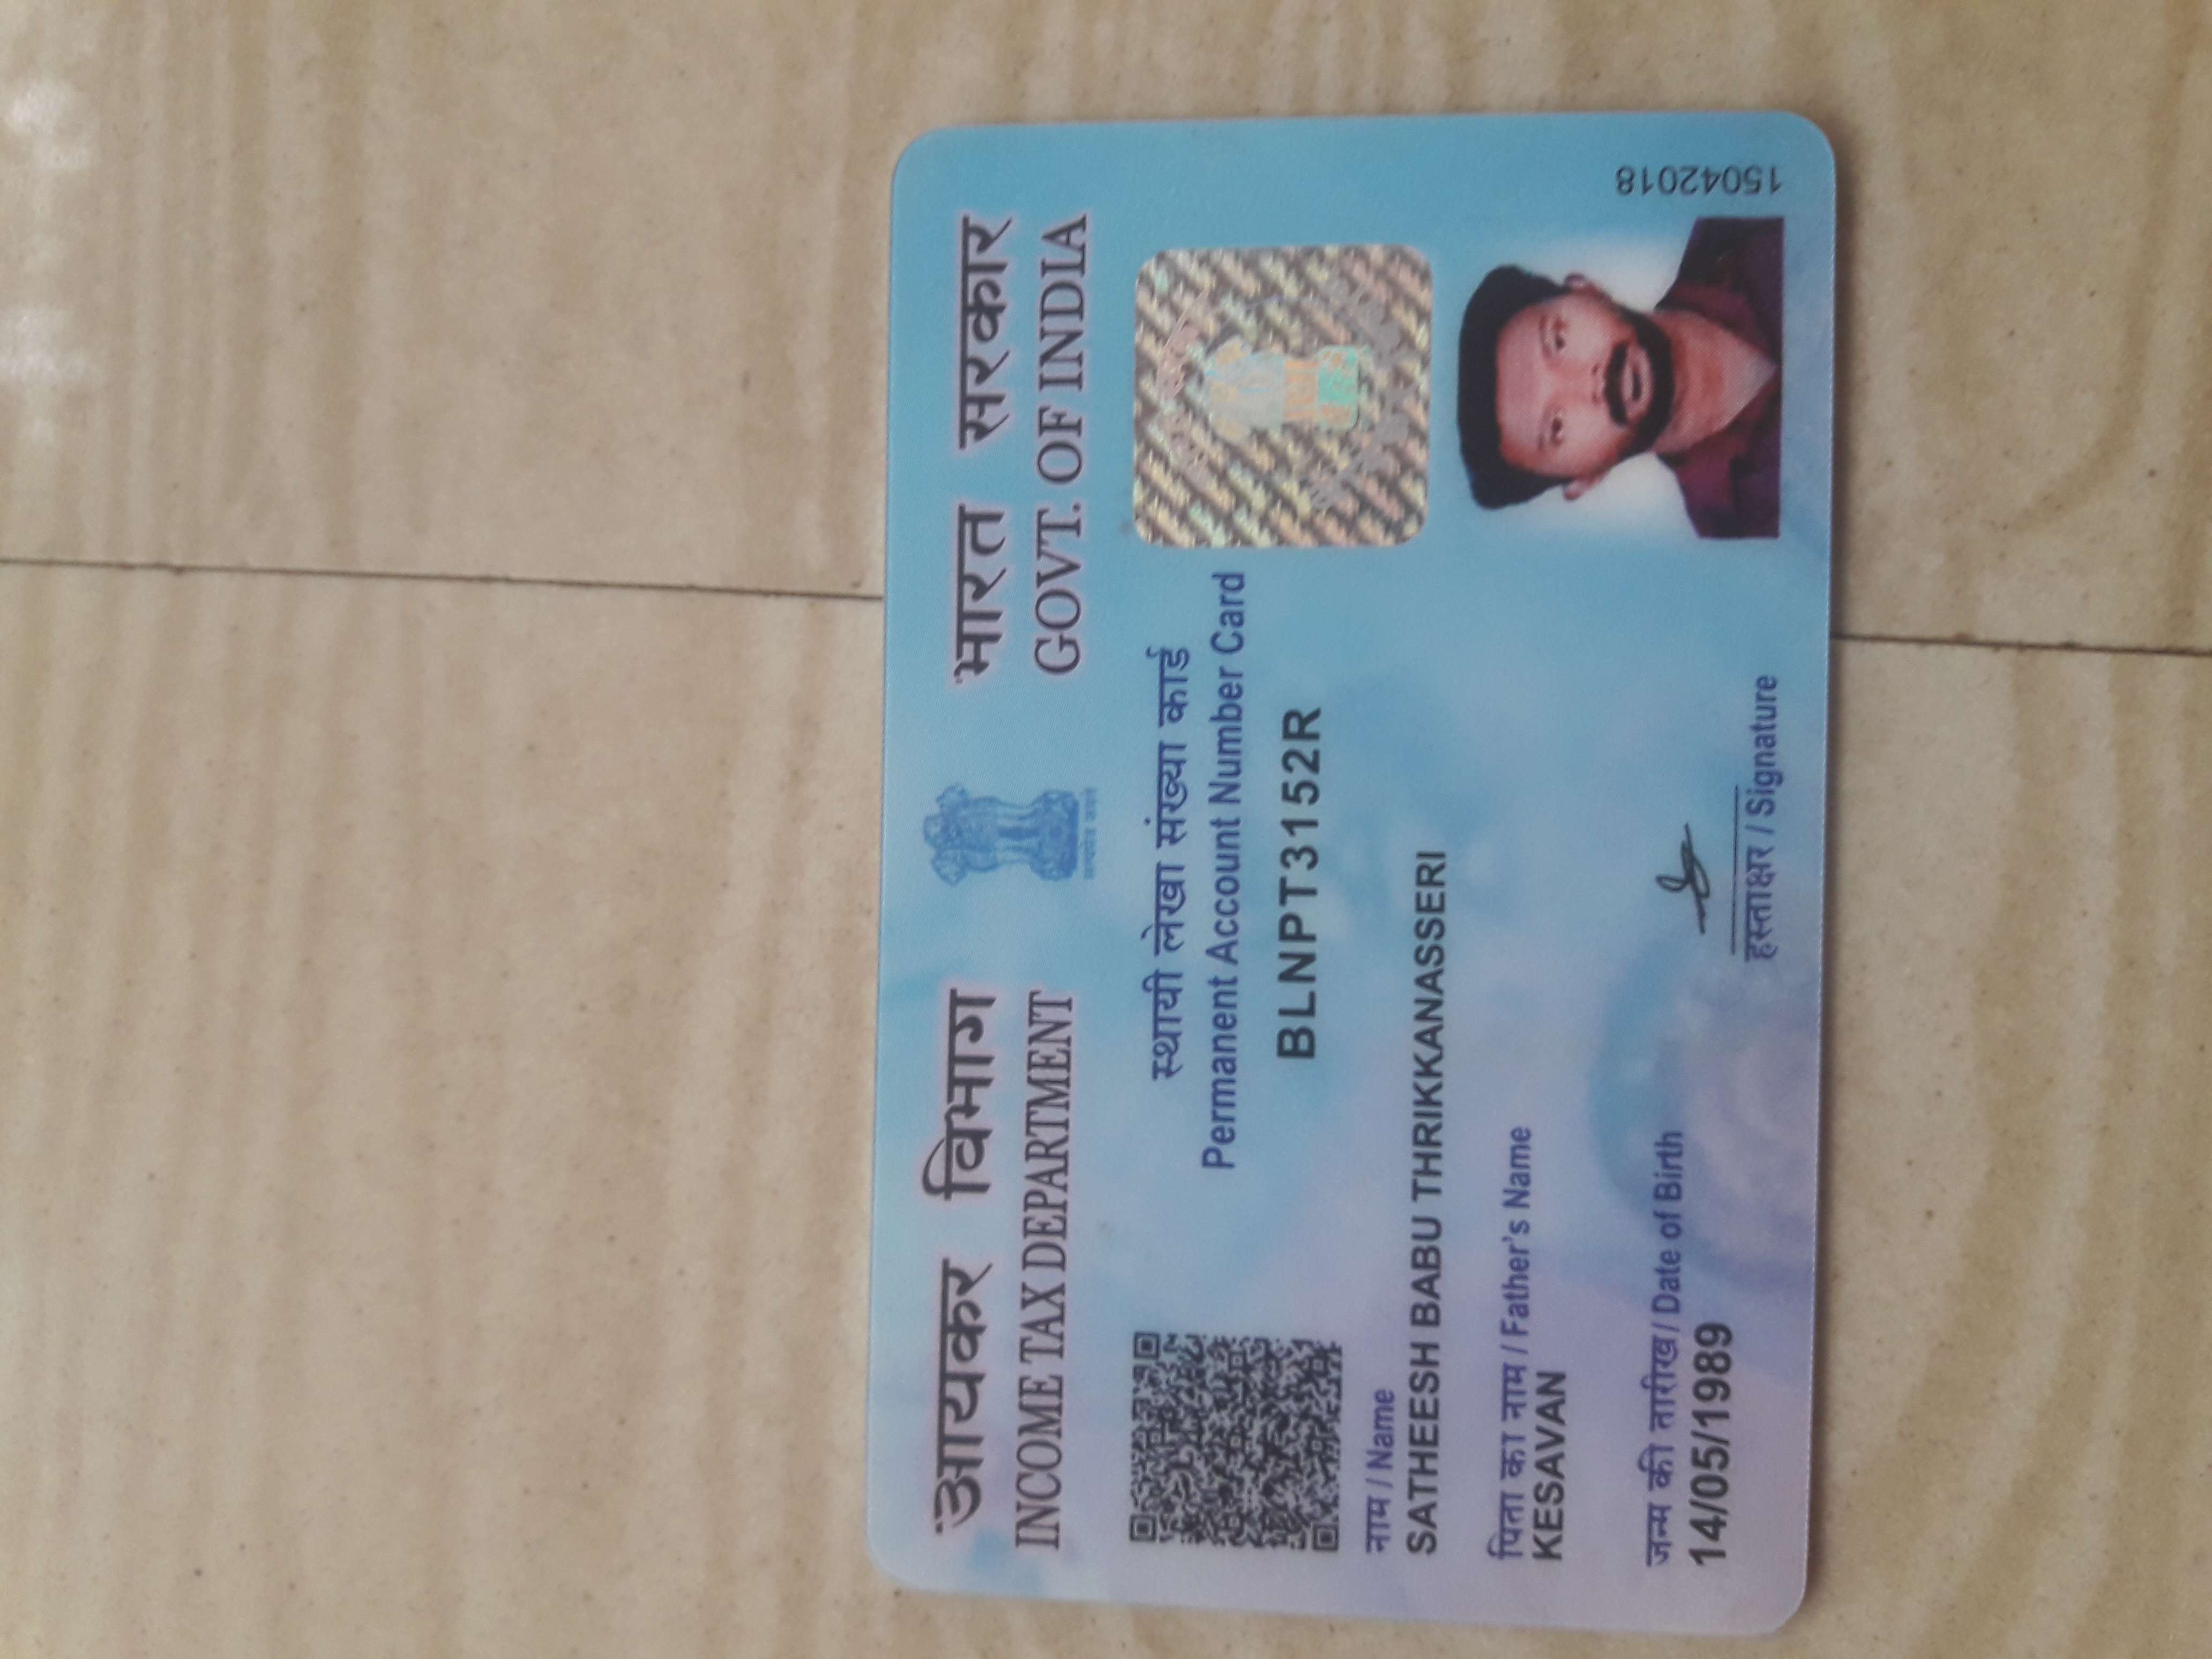 आयकर विभाग
INCOME TAX DEPARTMENT
सत्यमेव जयते
भारत सरकार
GOVT. OF INDIA
स्थायी लेखा संख्या कार्ड
Permanent Account Number Card
BLNPT3152R
नाम / Name
SATHEESH BABU THRIKKANASSERI
पिता का नाम / Father's Name
KESAVAN
जन्म की तारीख / Date of Birth
14/05/1989
हस्ताक्षर / Signature
15042018